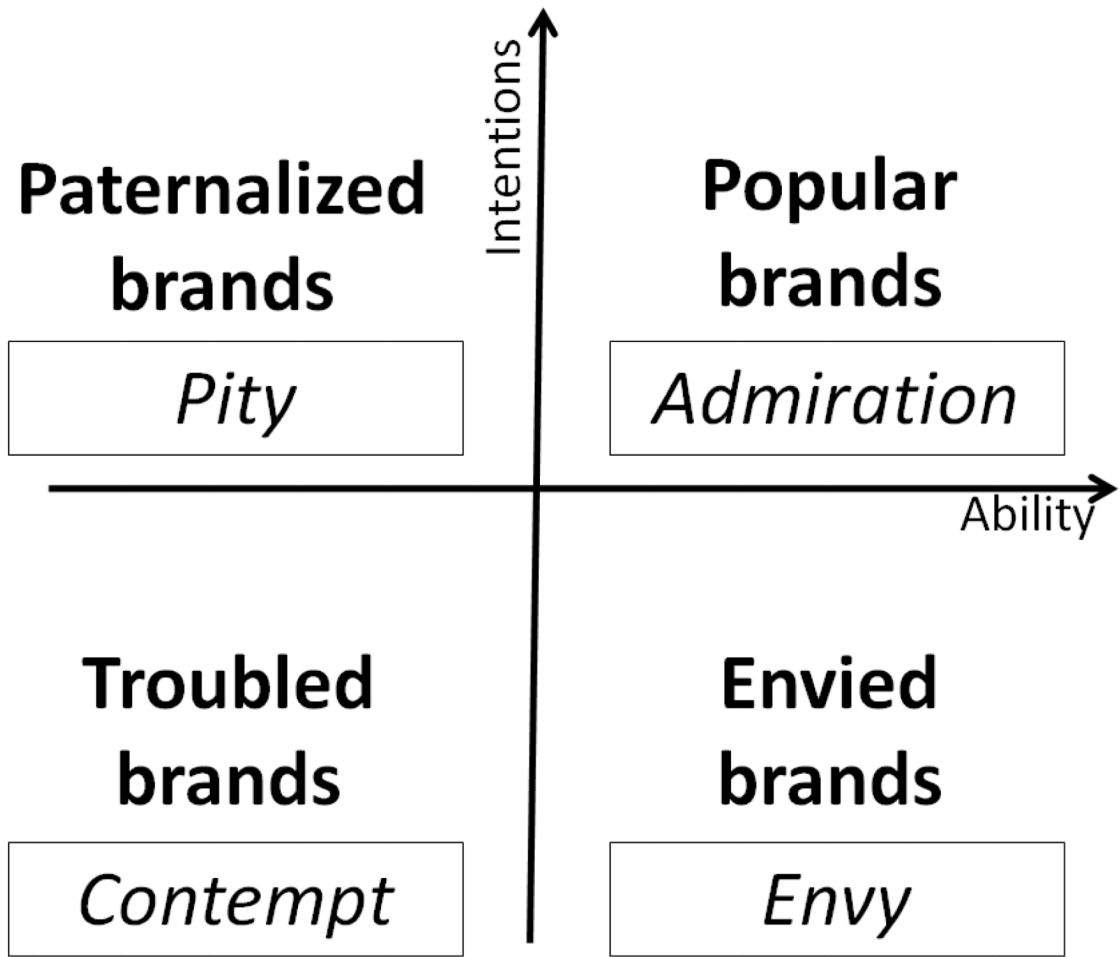 Intentions
Paternalized
brands
Pity
Popular
brands
Admiration
Ability
Troubled
brands
Contempt
Envied
brands
Envy